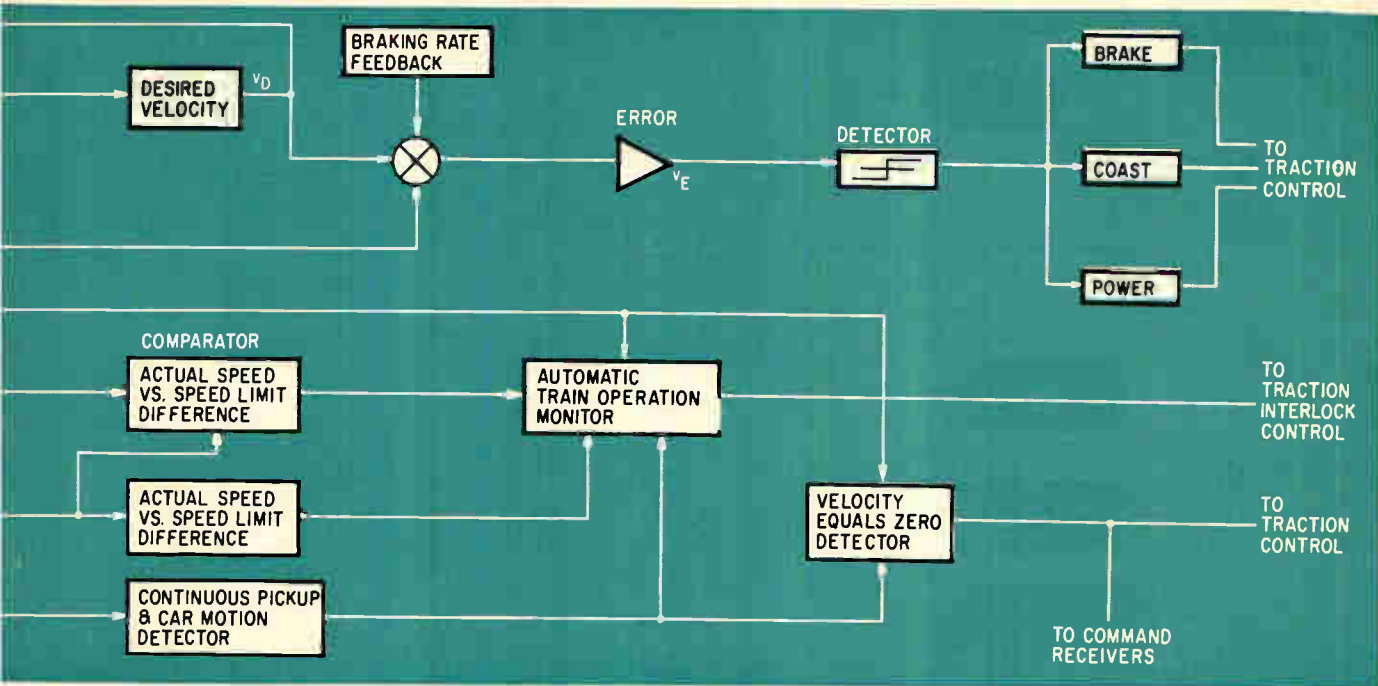 BRAKING RATE
FEEDBACK
BRAKE
DESIRED
VELOCITY
VD
ERROR
VE
DETECTOR
COAST
TO
TRACTION
CONTROL
POWER
COMPARATOR
ACTUAL SPEED
VS. SPEED LIMIT
DIFFERENCE
AUTOMATIC
TRAIN OPERATION
MONITOR
TO
TRACTION
INTERLOCK
CONTROL
ACTUAL SPEED
VS. SPEED LIMIT
DIFFERENCE
VELOCITY
EQUALS ZERO
DETECTOR
TO
TRACTION
CONTROL
CONTINUOUS PICKUP
& CAR MOTION
DETECTOR
TO COMMAND
RECEIVERS